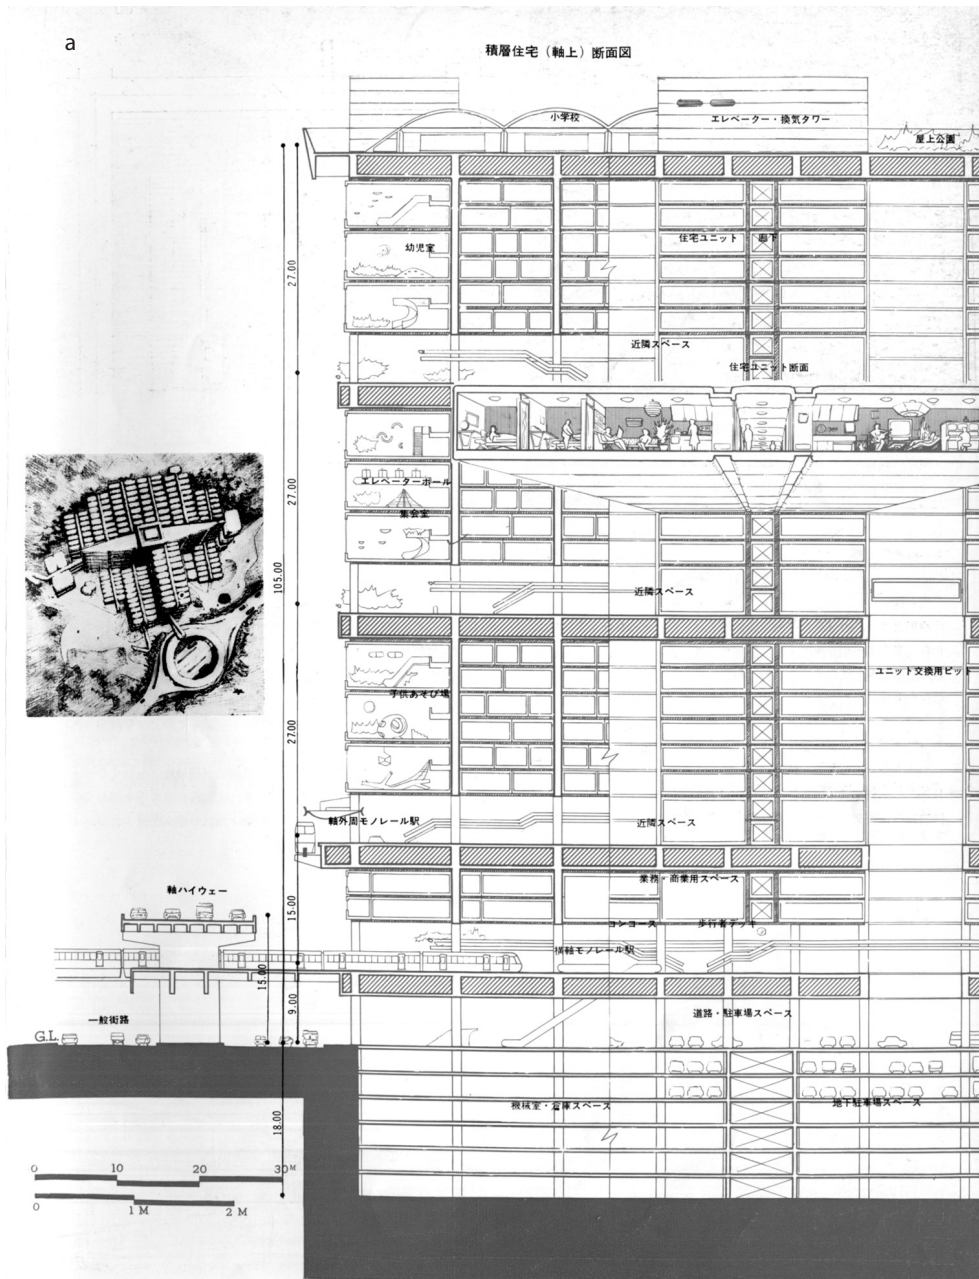 a
積層住宅（軸上）断面図
小学校
エレベーター・換気タワー
屋上公園
住宅ユニット
廊下
幼児室
27.00
近隣スペース
住宅ユニット断面
エレベーターホール
集会室
27.00
105.00
近隣スペース
ユニット交換用ピット
子供あそび場
27.00
軸外周モノレール駅
近隣スペース
業務・商業用スペース
軸ハイウェー
15.00
コンコース
歩行者デッキ
横軸モノレール駅
15.00
9.00
道路・駐車場スペース
一般街路
G.L.
機械室・倉庫スペース
地下駐車場スペース
18.00
0 10 20 30M
0 1M 2M